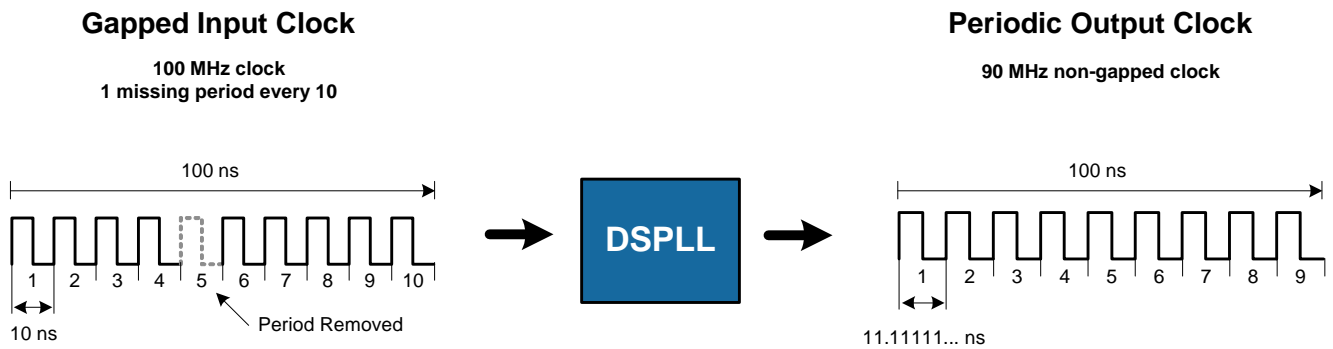 Gapped Input Clock
100 MHz clock
1 missing period every 10
100 ns
1 2 3 4 5 6 7 8 9 10
Period Removed
10 ns
DSPLL
Periodic Output Clock
90 MHz non-gapped clock
100 ns
1 2 3 4 5 6 7 8 9
11.11111... ns